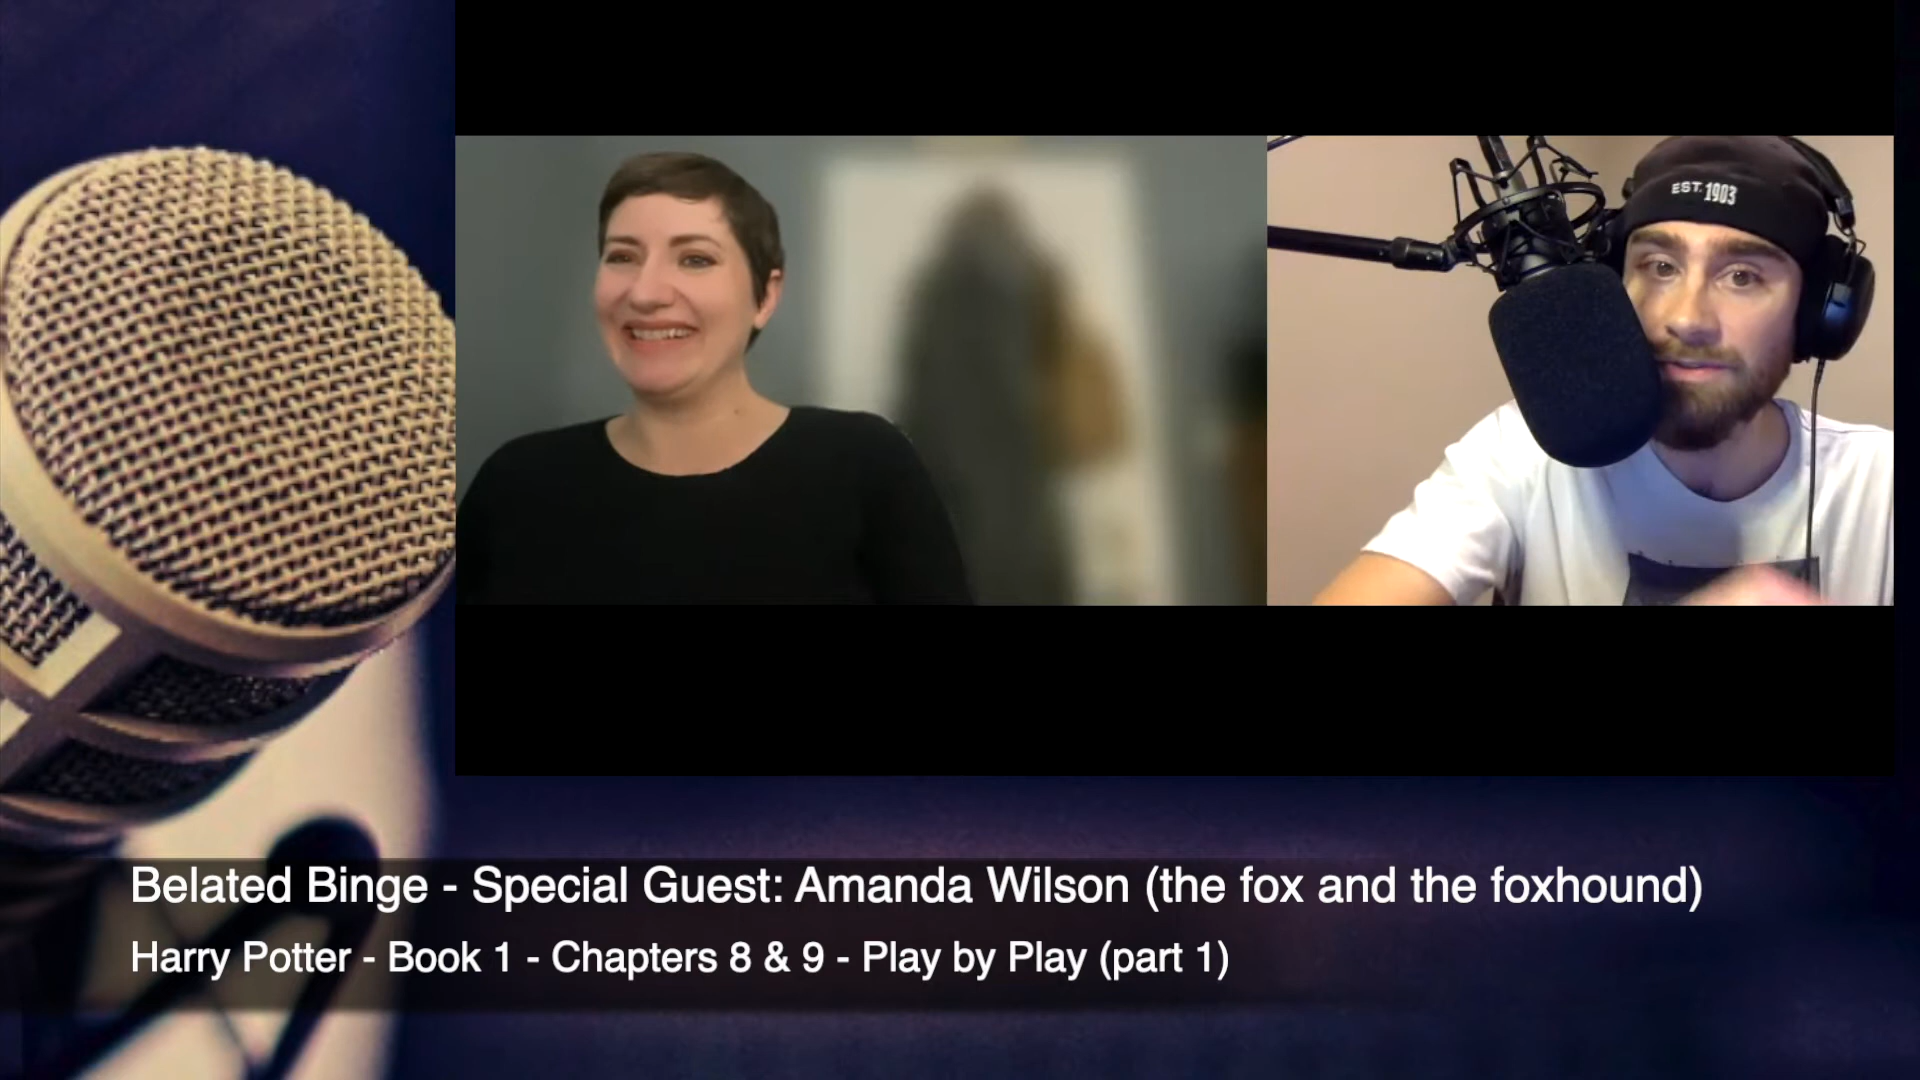 EST. 1903
Belated Binge - Special Guest: Amanda Wilson (the fox and the foxhound)
Harry Potter - Book 1 - Chapters 8 & 9 - Play by Play (part 1)